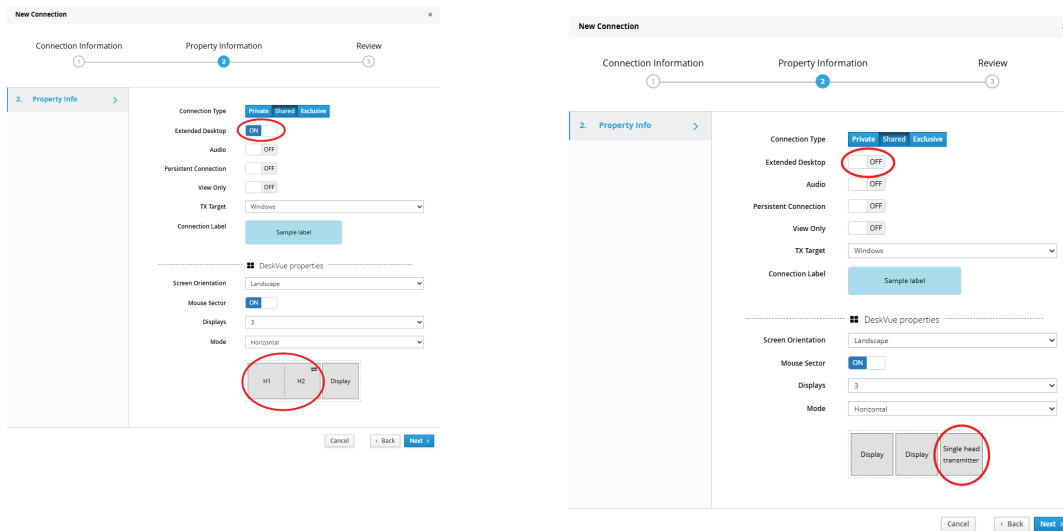 New Connection ×
Connection Information Property Information Review
1 2 3
2. Property Info >
Connection Type Private Shared Exclusive
Extended Desktop ON
Audio OFF
Persistent Connection OFF
View Only OFF
TX Target Windows
Connection Label Sample label
DeskVue properties
Screen Orientation Landscape
Mouse Sector ON
Displays 3
Mode Horizontal
H1 H2 Display
Cancel < Back Next >
New Connection
Connection Information Property Information Review
1 2 3
2. Property Info >
Connection Type Private Shared Exclusive
Extended Desktop OFF
Audio OFF
Persistent Connection OFF
View Only OFF
TX Target Windows
Connection Label Sample label
DeskVue properties
Screen Orientation Landscape
Mouse Sector ON
Displays 3
Mode Horizontal
Display Display Single head
transmitter
Cancel < Back Next >